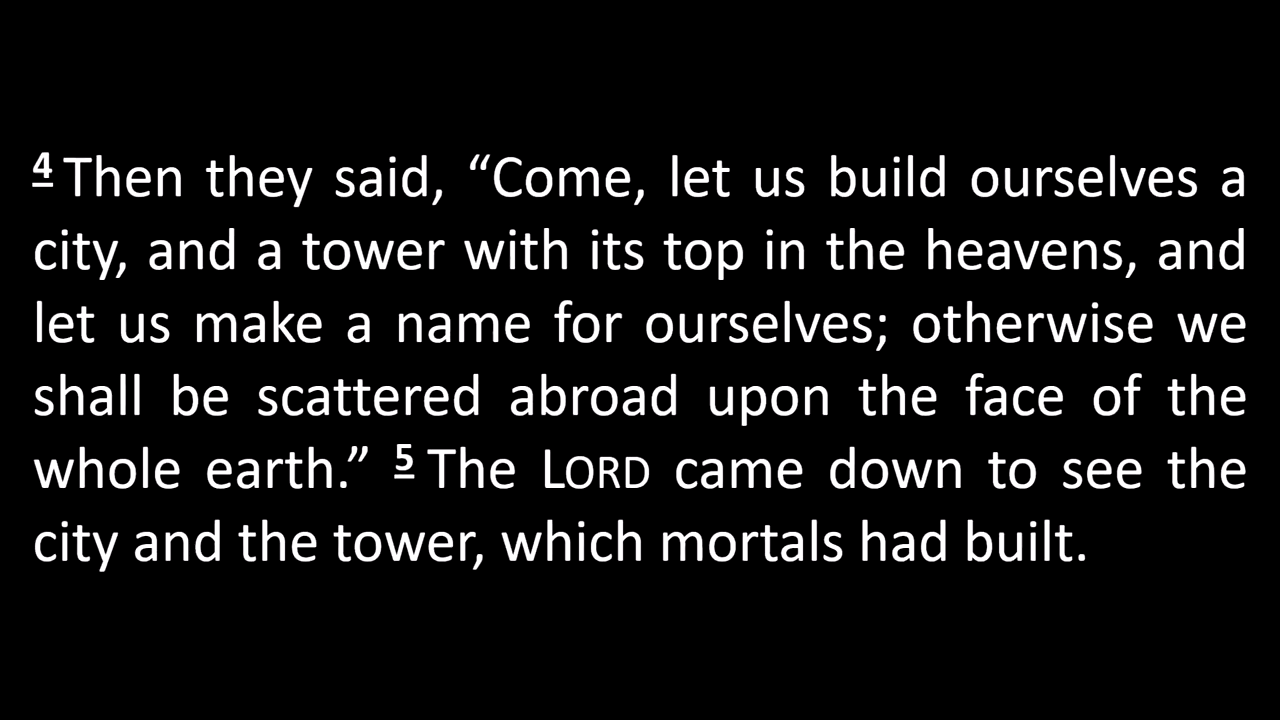 4 Then they said, “Come, let us build ourselves a
city, and a tower with its top in the heavens, and
let us make a name for ourselves; otherwise we
shall be scattered abroad upon the face of the
whole earth.” 5 The LORD came down to see the
city and the tower, which mortals had built.